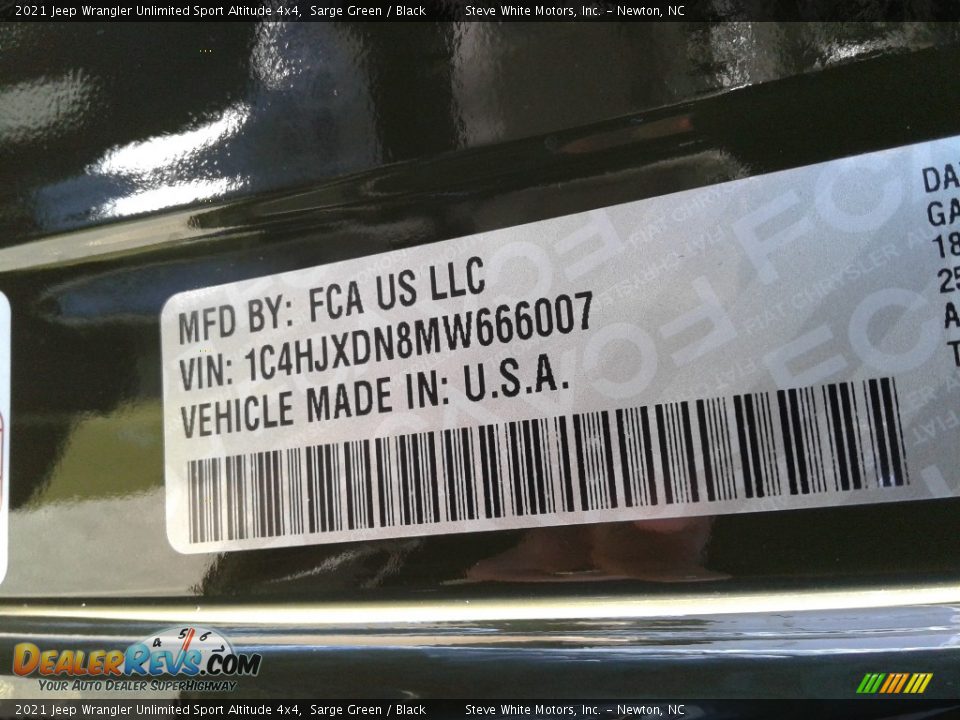 2021 Jeep Wrangler Unlimited Sport Altitude 4x4, Sarge Green / Black Steve White Motors, Inc. - Newton, NC
MFD BY: FCA US LLC
VIN: 1C4HJXDN8MW666007
VEHICLE MADE IN: U.S.A.
DEALERREVS.COM
YOUR AUTO DEALER SUPERHIGHWAY
2021 Jeep Wrangler Unlimited Sport Altitude 4x4, Sarge Green / Black Steve White Motors, Inc. - Newton, NC